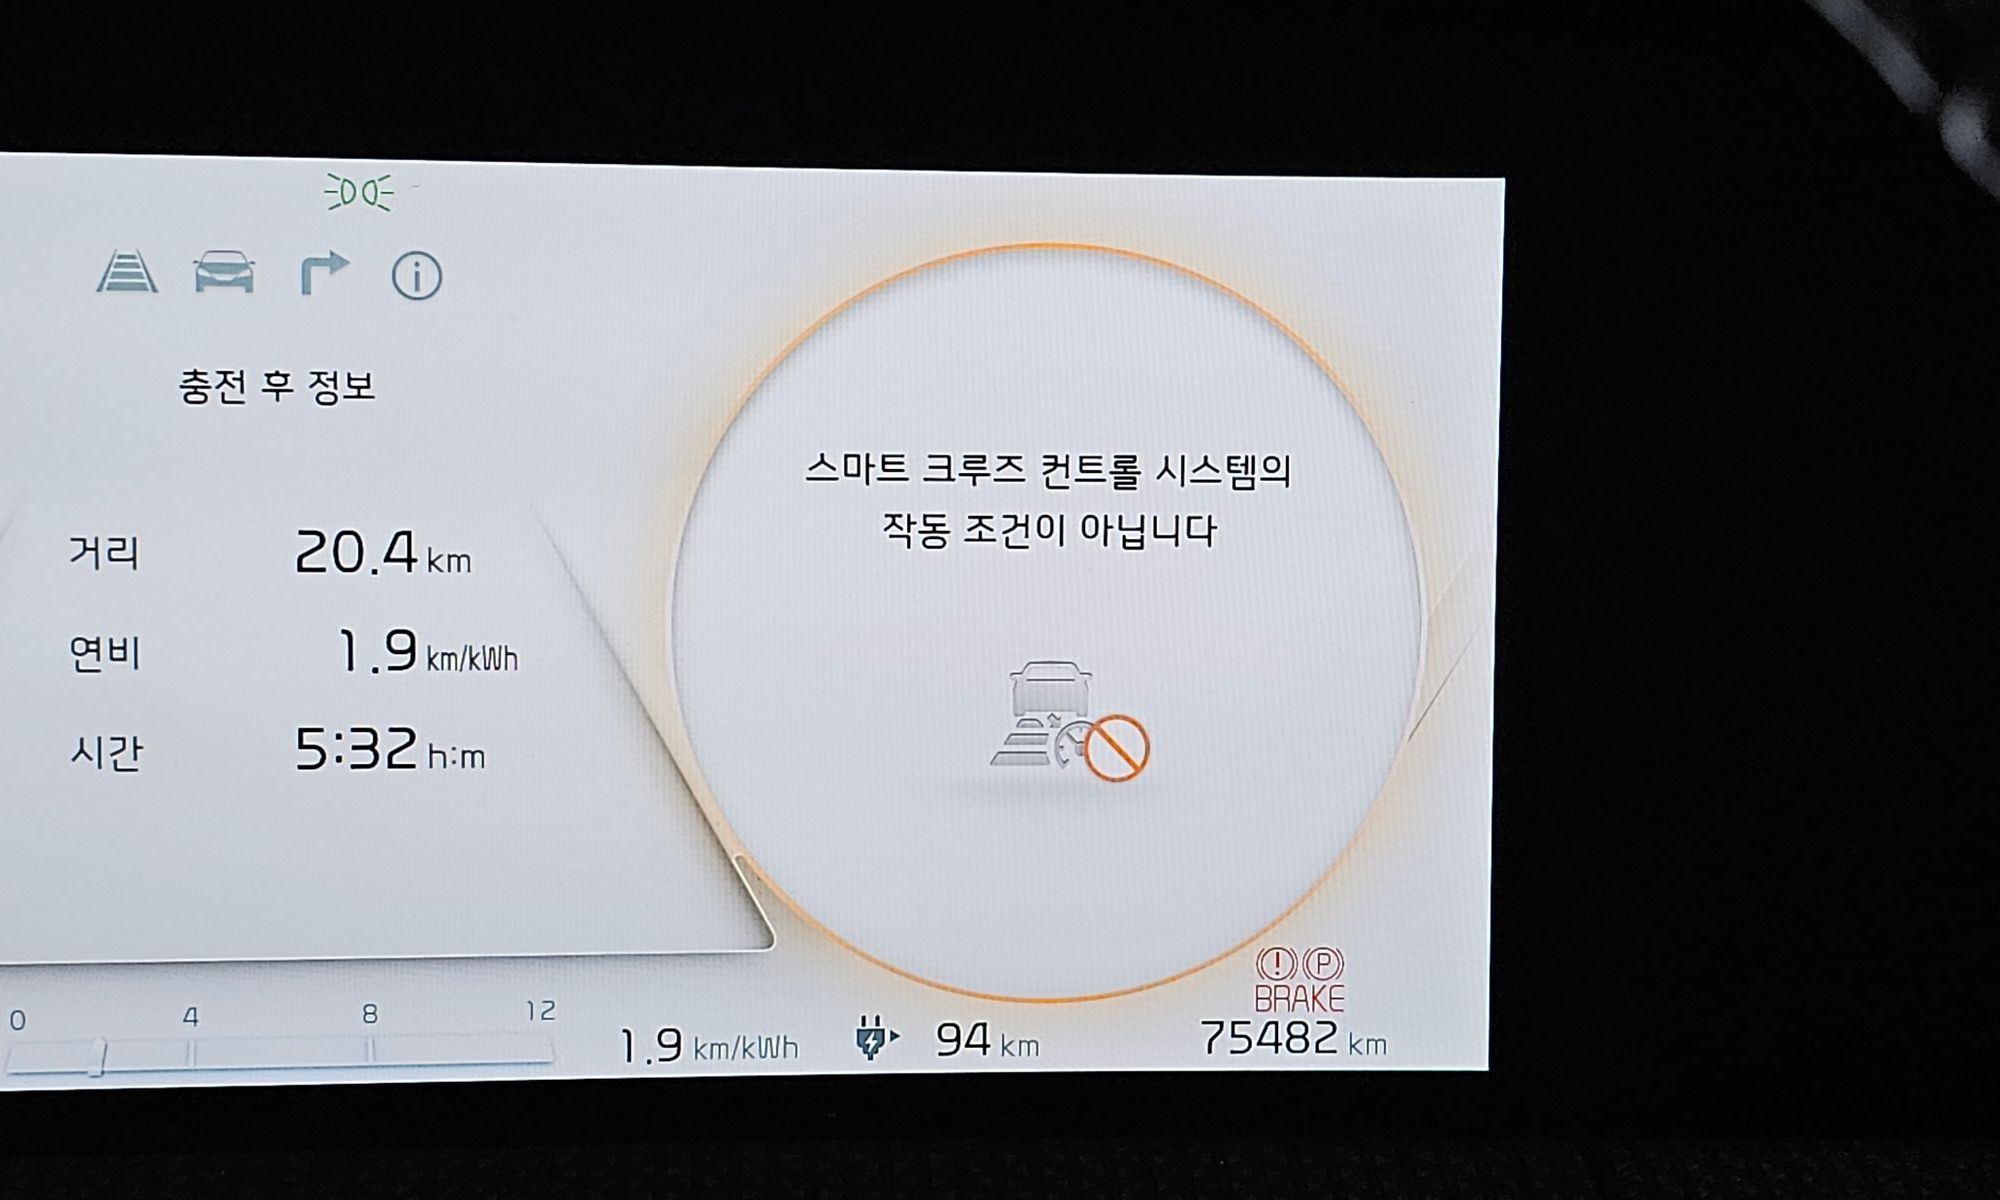 충전 후 정보
거리 20.4 km
연비 1.9 km/kWh
시간 5:32 h:m
스마트 크루즈 컨트롤 시스템의
작동 조건이 아닙니다
(!) (P)
BRAKE
0 4 8 12
1.9 km/kWh 94 km 75482 km